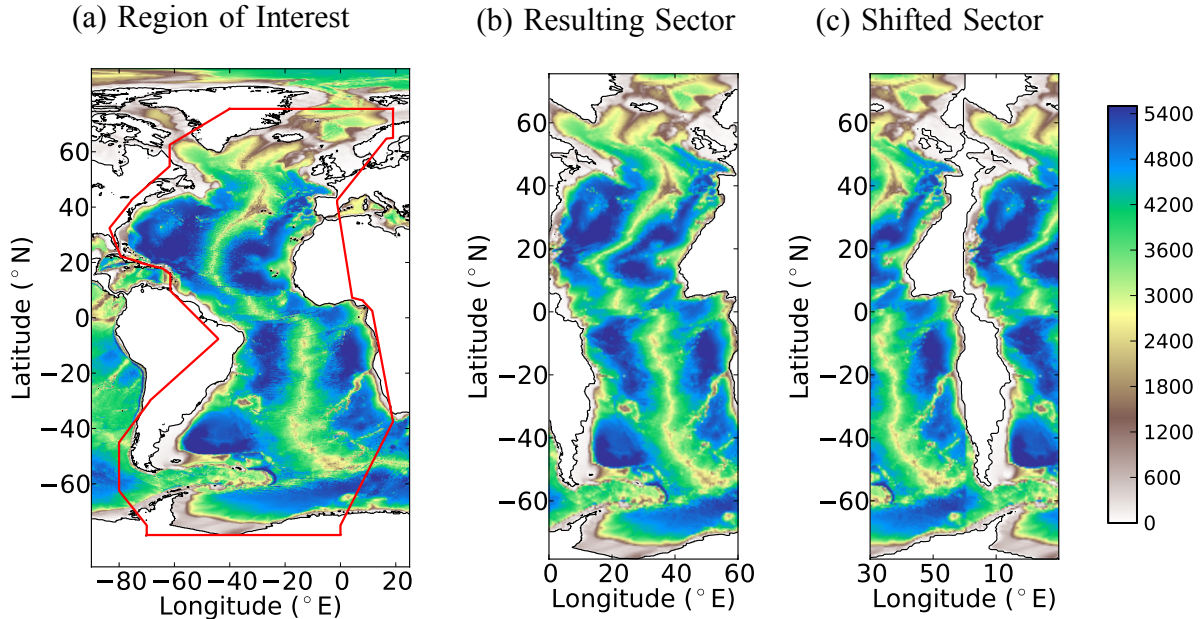 (a) Region of Interest
(b) Resulting Sector
(c) Shifted Sector
60
40
20
0
−20
−40
−60
Latitude (°N)
−80 −60 −40 −20 0 20
Longitude (°E)
60
40
20
0
−20
−40
−60
Latitude (°N)
0 20 40 60
Longitude (°E)
60
40
20
0
−20
−40
−60
Latitude (°N)
30 50 10
Longitude (°E)
5400
4800
4200
3600
3000
2400
1800
1200
600
0